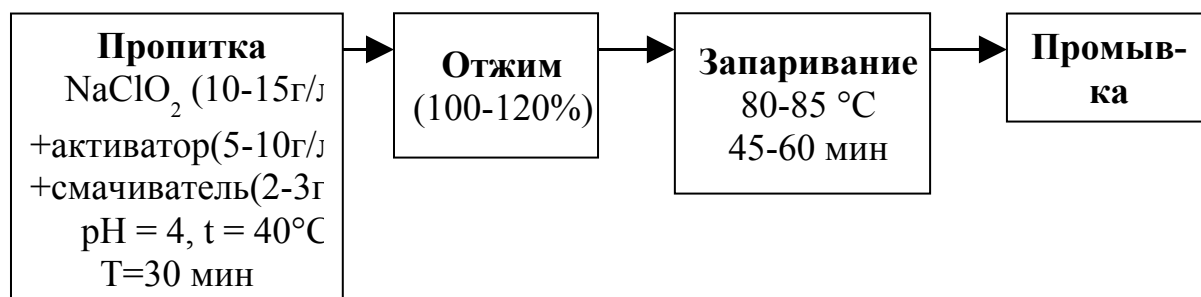 Пропитка
NaClO₂ (10-15г/л
+активатор(5-10г/л
+смачиватель(2-3г
pH = 4, t = 40°C
T=30 мин
Отжим
(100-120%)
Запаривание
80-85 °C
45-60 мин
Промыв-
ка